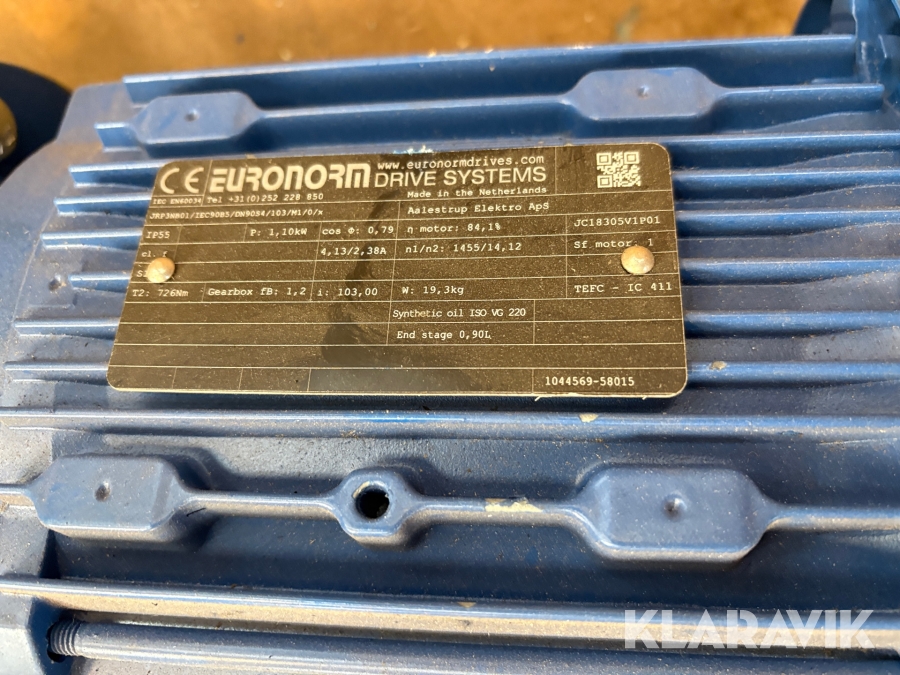 CE EURONORM DRIVE SYSTEMS www.euronormdrives.com
IEC EN60034 Tel +31(0)252 228 850 Made in the Netherlands
JRP3NB01/IEC90B5/DN90S4/103/M1/0/x Aalestrup Elektro ApS
IP55 P: 1,10kW cos Φ: 0,79 η motor: 84,1% JC18305V1P01
cl. 4,13/2,38A n1/n2: 1455/14,12 Sf.motor: 1
T2: 726Nm Gearbox fB: 1,2 i: 103,00 W: 19,3kg TEFC - IC 411
Synthetic oil ISO VG 220
End stage 0,90L
1044569-58015
KLARAVIK